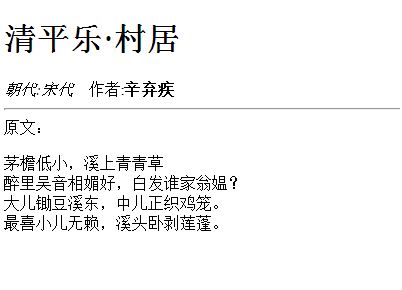 清平乐·村居
朝代:宋代 作者:辛弃疾
原文：
茅檐低小，溪上青青草
醉里吴音相媚好，白发谁家翁媪？
大儿锄豆溪东，中儿正织鸡笼。
最喜小儿无赖，溪头卧剥莲蓬。